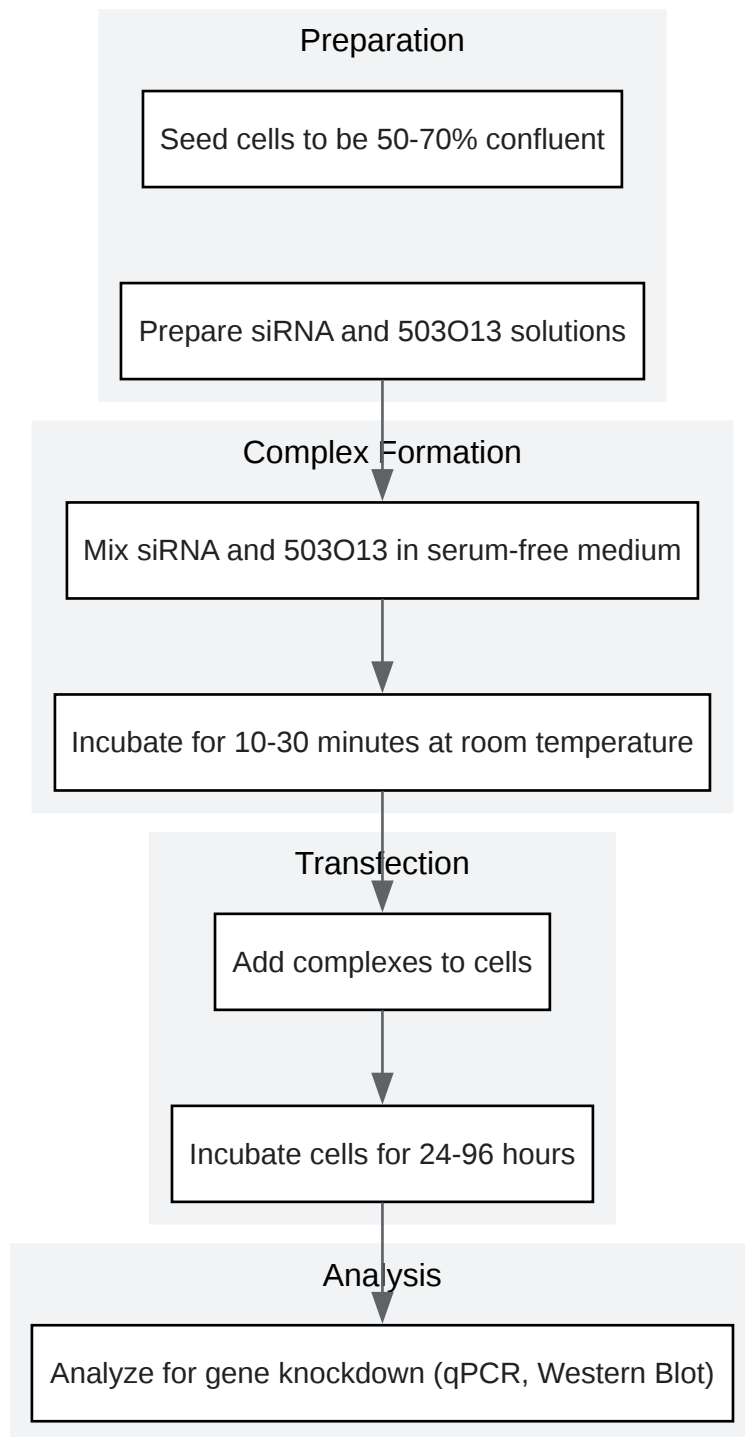 Preparation
Seed cells to be 50-70% confluent
Prepare siRNA and 503O13 solutions
Complex Formation
Mix siRNA and 503O13 in serum-free medium
Incubate for 10-30 minutes at room temperature
Transfection
Add complexes to cells
Incubate cells for 24-96 hours
Analysis
Analyze for gene knockdown (qPCR, Western Blot)